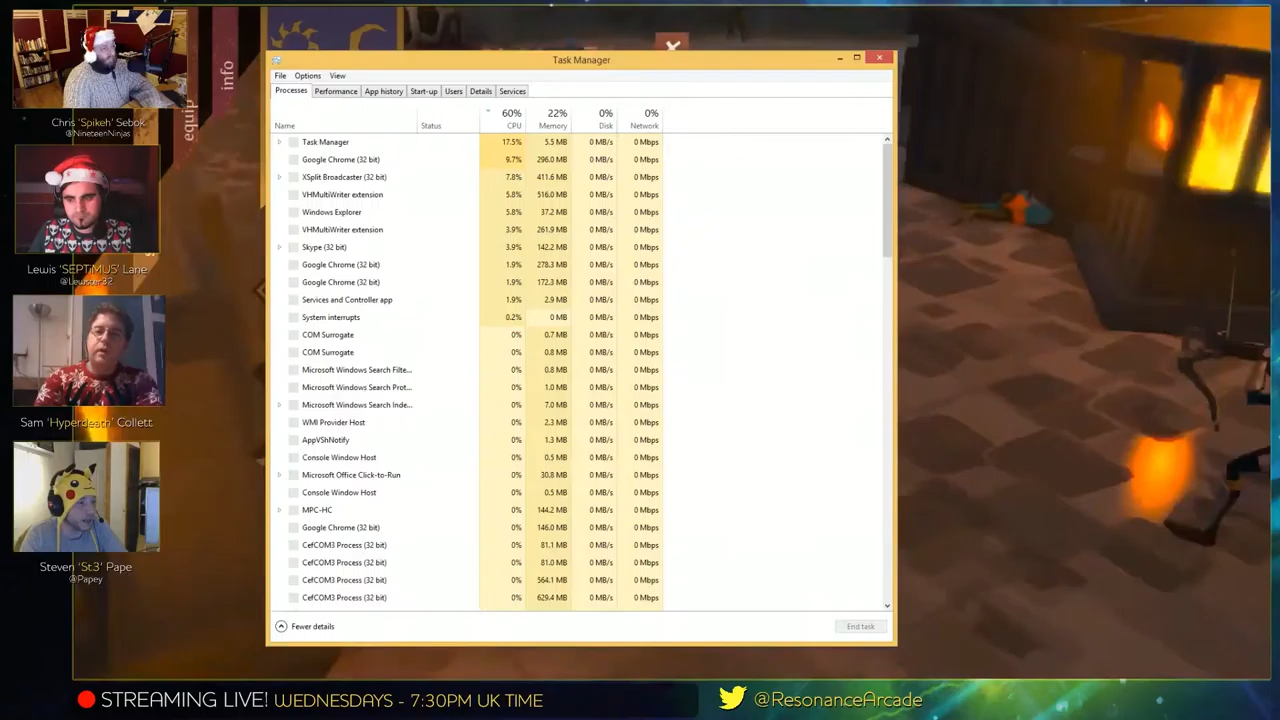 info
equip
Chris 'Spikeh' Sebok
@NineteenNinjas
Lewis 'SEPTiMUS' Lane
@Lewster32
Sam 'Hyperdeath' Collett
Steven 'St3' Pape
@Papey
Task Manager
File Options View
Processes Performance App history Start-up Users Details Services
60% 22% 0% 0%
Name Status CPU Memory Disk Network
Task Manager 17.5% 5.5 MB 0 MB/s 0 Mbps
Google Chrome (32 bit) 9.7% 296.0 MB 0 MB/s 0 Mbps
XSplit Broadcaster (32 bit) 7.8% 411.6 MB 0 MB/s 0 Mbps
VHMultiWriter extension 5.8% 516.0 MB 0 MB/s 0 Mbps
Windows Explorer 5.8% 37.2 MB 0 MB/s 0 Mbps
VHMultiWriter extension 3.9% 261.9 MB 0 MB/s 0 Mbps
Skype (32 bit) 3.9% 142.2 MB 0 MB/s 0 Mbps
Google Chrome (32 bit) 1.9% 278.3 MB 0 MB/s 0 Mbps
Google Chrome (32 bit) 1.9% 172.3 MB 0 MB/s 0 Mbps
Services and Controller app 1.9% 2.9 MB 0 MB/s 0 Mbps
System interrupts 0.2% 0 MB 0 MB/s 0 Mbps
COM Surrogate 0% 0.7 MB 0 MB/s 0 Mbps
COM Surrogate 0% 0.8 MB 0 MB/s 0 Mbps
Microsoft Windows Search Filte... 0% 0.8 MB 0 MB/s 0 Mbps
Microsoft Windows Search Prot... 0% 1.0 MB 0 MB/s 0 Mbps
Microsoft Windows Search Inde... 0% 7.0 MB 0 MB/s 0 Mbps
WMI Provider Host 0% 2.3 MB 0 MB/s 0 Mbps
AppVShNotify 0% 1.3 MB 0 MB/s 0 Mbps
Console Window Host 0% 0.5 MB 0 MB/s 0 Mbps
Microsoft Office Click-to-Run 0% 30.8 MB 0 MB/s 0 Mbps
Console Window Host 0% 0.5 MB 0 MB/s 0 Mbps
MPC-HC 0% 144.2 MB 0 MB/s 0 Mbps
Google Chrome (32 bit) 0% 146.0 MB 0 MB/s 0 Mbps
CefCOM3 Process (32 bit) 0% 81.1 MB 0 MB/s 0 Mbps
CefCOM3 Process (32 bit) 0% 81.0 MB 0 MB/s 0 Mbps
CefCOM3 Process (32 bit) 0% 564.1 MB 0 MB/s 0 Mbps
CefCOM3 Process (32 bit) 0% 629.4 MB 0 MB/s 0 Mbps
Fewer details End task
STREAMING LIVE! WEDNESDAYS - 7:30PM UK TIME @ResonanceArcade